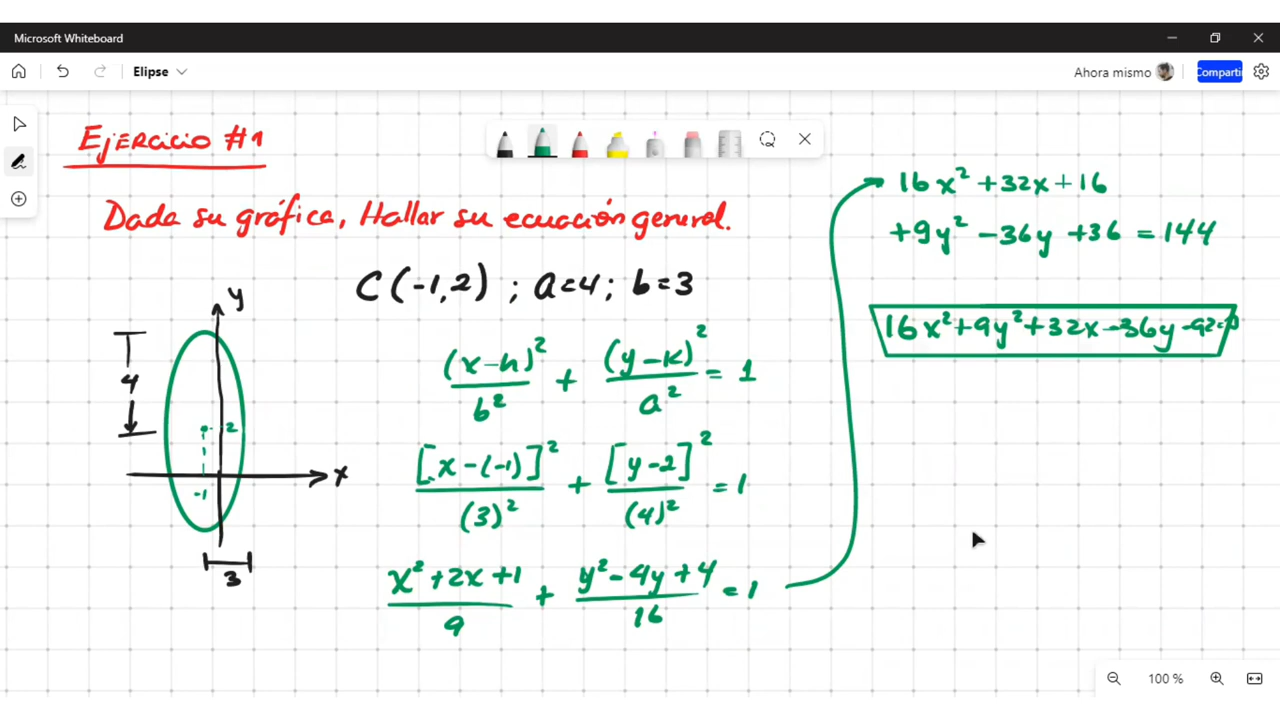 Microsoft Whiteboard
Elipse
Ahora mismo
Comparti
EJERCICIO #1
Dada su gráfica, Hallar su ecuación general.
C(-1,2) ; a=4; b=3
y
4
2
x
-1
3
(x-h)²/b² + (y-k)²/a² = 1
[x-(-1)]²/(3)² + [y-2]²/(4)² = 1
x²+2x+1/9 + y²-4y+4/16 = 1
16x²+32x+16
+9y²-36y+36 = 144
16x²+9y²+32x-36y-92=0
100 %